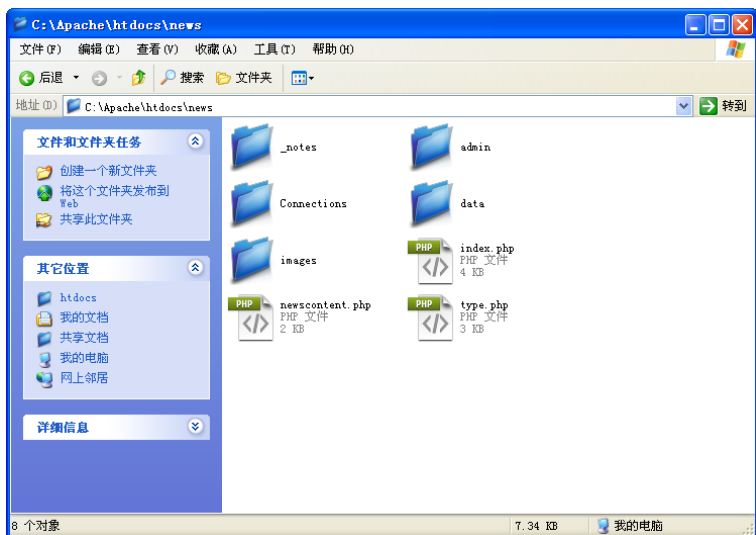 C:\Apache\htdocs\news
文件(F) 编辑(E) 查看(V) 收藏(A) 工具(T) 帮助(H)
后退 搜索 文件夹
地址(D) C:\Apache\htdocs\news 转到
文件和文件夹任务
创建一个新文件夹
将这个文件夹发布到
Web
共享此文件夹
其它位置
htdocs
我的文档
共享文档
我的电脑
网上邻居
详细信息
_notes
admin
Connections
data
images
PHP
index.php
PHP 文件
4 KB
PHP
newscontent.php
PHP 文件
2 KB
PHP
type.php
PHP 文件
3 KB
8 个对象 7.34 KB 我的电脑